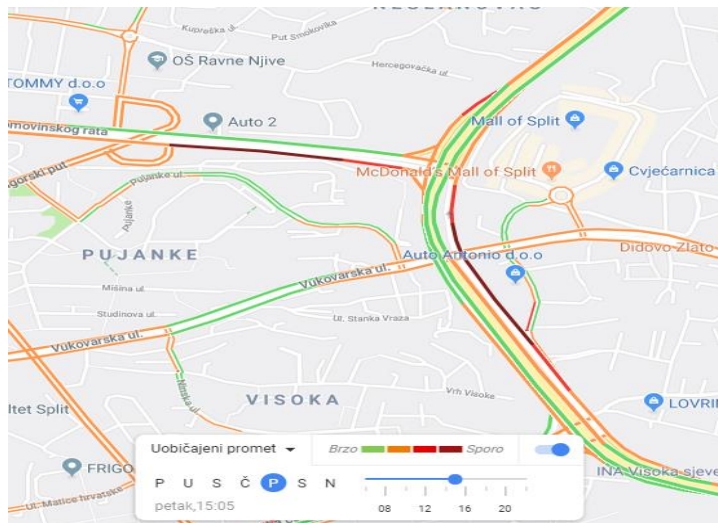 Kupreška ul.
Put Smokovika
OŠ Ravne Njive
Hercegovačka ul.
TOMMY d.o.o
Auto 2
Mall of Split
omovinskog rata
McDonald's Mall of Split
Cvjećarnica
gorski put
Pujanke ul.
Pujanke
PUJANKE
Auto Antonio d.o.o
Didovo Zlato
Vukovarska ul.
Mišina ul.
Studinova ul.
Ul. Stanka Vraza
Vukovarska ul.
VISOKA
Vrh Visoke
LOVRI
ltet Split
Uobičajeni promet
Brzo
Sporo
FRIGO
INA Visoka sjeve
P U S Č P S N
petak,15:05
08 12 16 20
Ul. Matice hrvatske